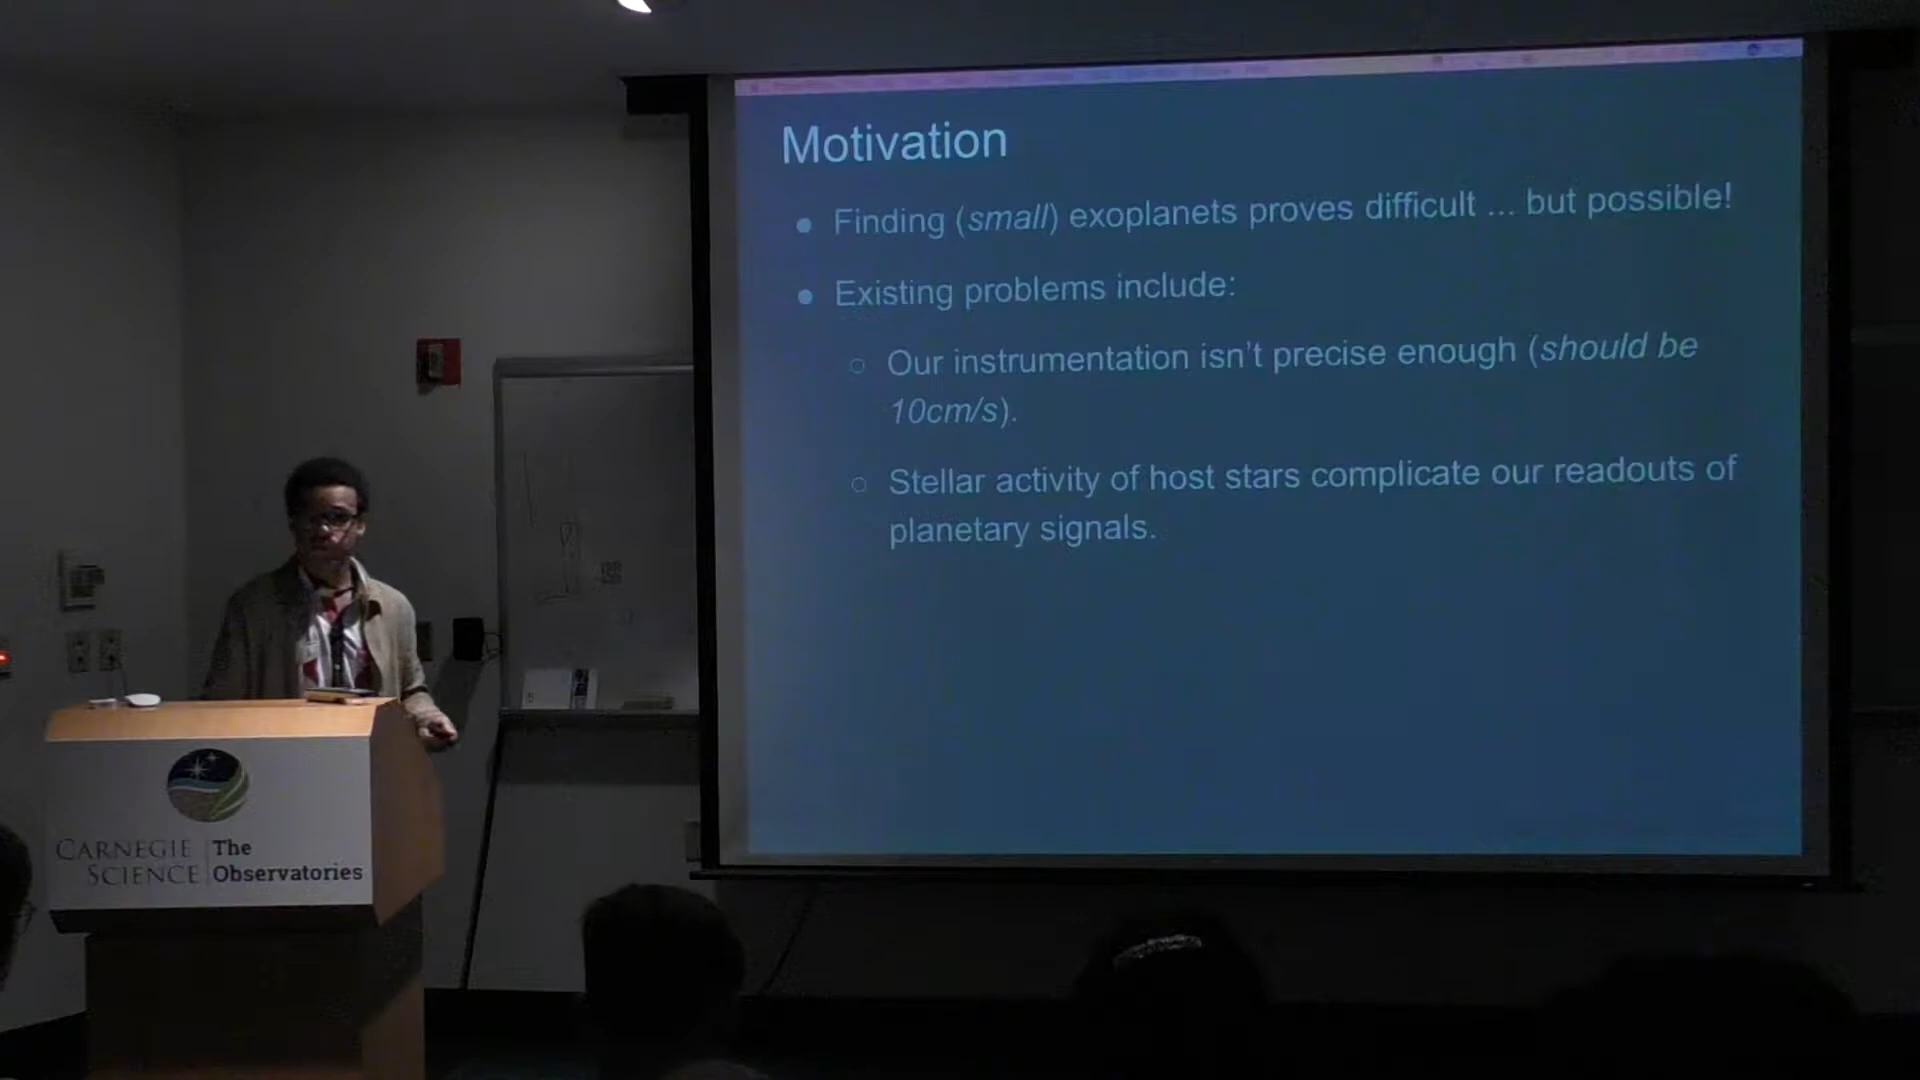 Motivation
● Finding (small) exoplanets proves difficult ... but possible!
● Existing problems include:
○ Our instrumentation isn't precise enough (should be
10cm/s).
○ Stellar activity of host stars complicate our readouts of
planetary signals.
CARNEGIE
SCIENCE
The
Observatories